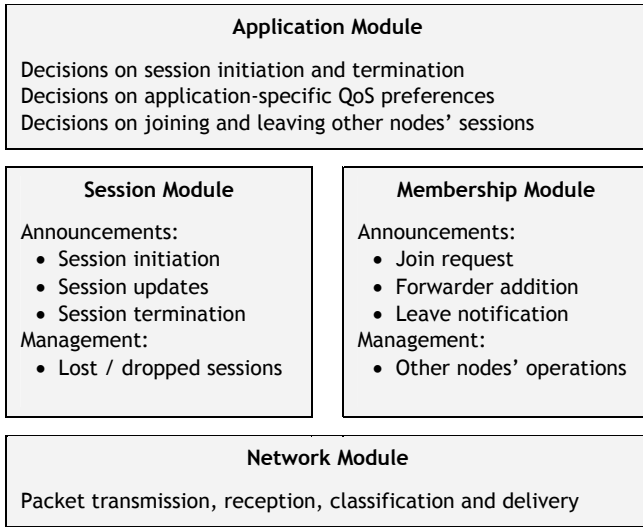 Application Module
Decisions on session initiation and termination
Decisions on application-specific QoS preferences
Decisions on joining and leaving other nodes’ sessions
Session Module
Announcements:
• Session initiation
• Session updates
• Session termination
Management:
• Lost / dropped sessions
Membership Module
Announcements:
• Join request
• Forwarder addition
• Leave notification
Management:
• Other nodes’ operations
Network Module
Packet transmission, reception, classification and delivery